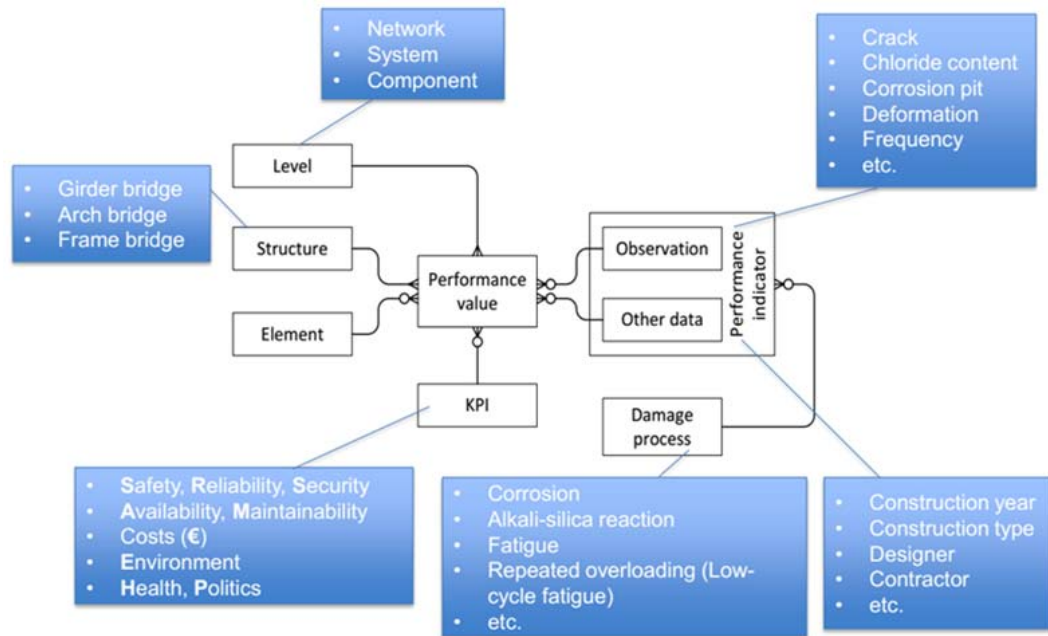 • Network
• System
• Component
• Crack
• Chloride content
• Corrosion pit
• Deformation
• Frequency
• etc.
Level
• Girder bridge
• Arch bridge
• Frame bridge
Structure
Element
Performance
value
KPI
Observation
Other data
Performance
indicator
Damage
process
• Safety, Reliability, Security
• Availability, Maintainability
• Costs (€)
• Environment
• Health, Politics
• Corrosion
• Alkali-silica reaction
• Fatigue
• Repeated overloading (Low-
cycle fatigue)
• etc.
• Construction year
• Construction type
• Designer
• Contractor
• etc.